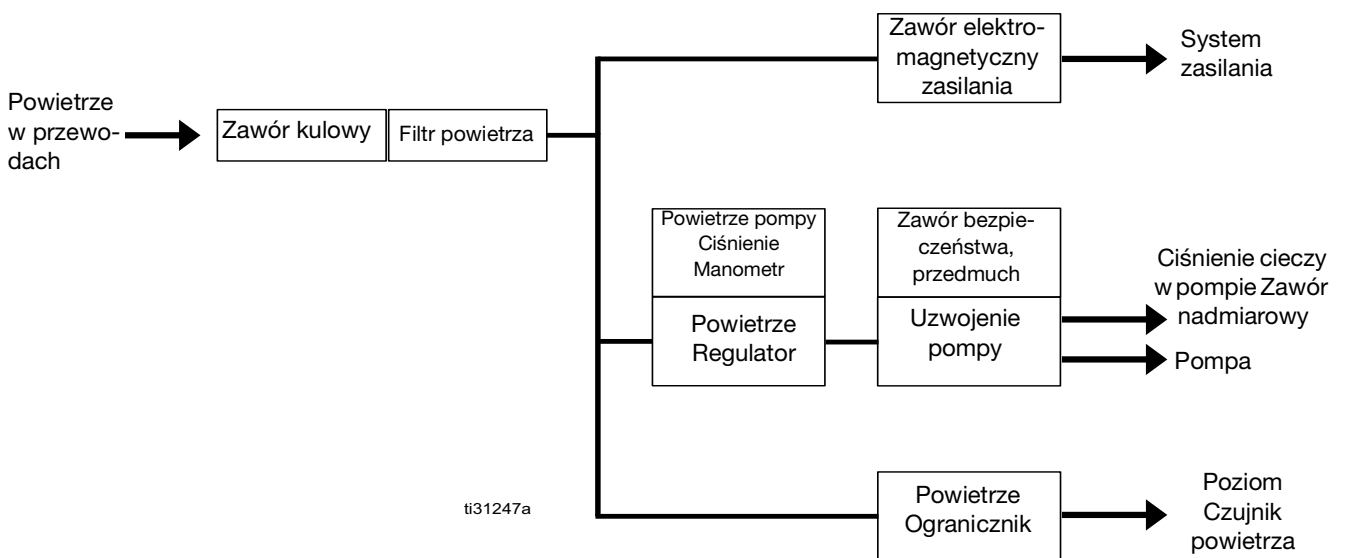 Powietrze
w przewo-
dach
Zawór kulowy
Filtr powietrza
Zawór elektro-
magnetyczny
zasilania
System
zasilania
Powietrze pompy
Ciśnienie
Manometr
Powietrze
Regulator
Zawór bezpie-
czeństwa,
przedmuch
Uzwojenie
pompy
Ciśnienie cieczy
w pompie Zawór
nadmiarowy
Pompa
Powietrze
Ogranicznik
Poziom
Czujnik
powietrza
ti31247a